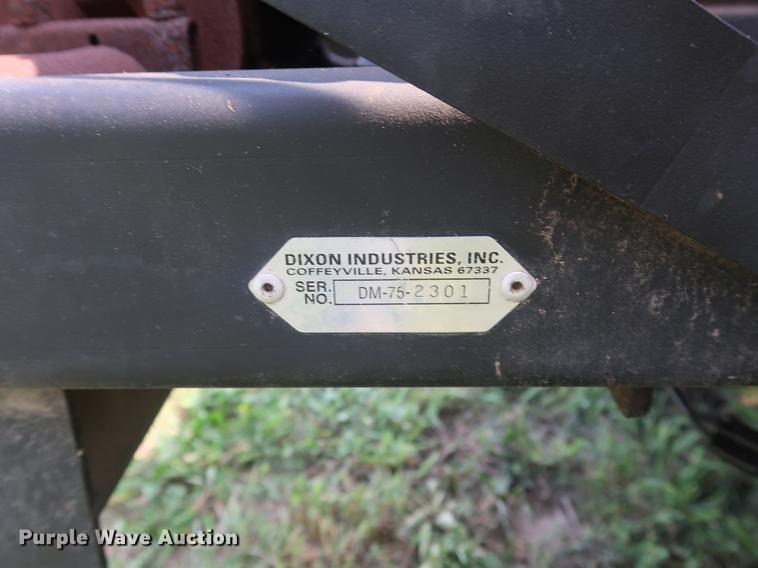 DIXON INDUSTRIES, INC.
COFFEYVILLE, KANSAS 67337
SER. NO. DM-75-2301
Purple Wave Auction